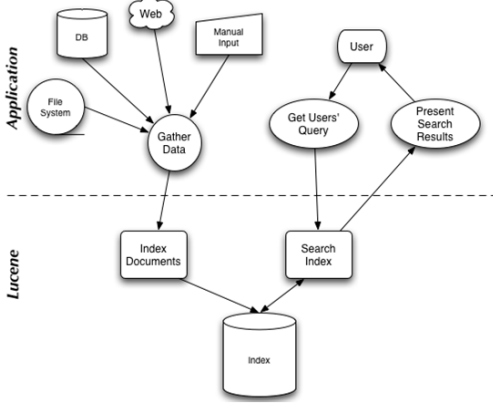 Application
DB
Web
Manual
Input
User
File
System
Gather
Data
Get Users'
Query
Present
Search
Results
Lucene
Index
Documents
Search
Index
Index